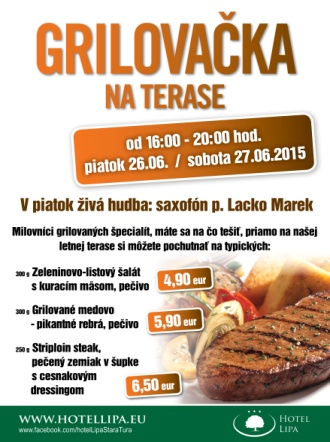 GRILOVAČKA
NA TERASE
od 16:00 - 20:00 hod.
piatok 26.06. / sobota 27.06.2015
V piatok živá hudba: saxofón p. Lacko Marek
Milovníci grilovaných špecialít, máte sa na čo tešiť, priamo na našej
letnej terase si môžete pochutnať na typických:
300 g Zeleninovo-listový šalát
s kuracím mäsom, pečivo
4,90 eur
300 g Grilované medovo
- pikantné rebrá, pečivo
5,90 eur
250 g Striploin steak,
pečený zemiak v šupke
s cesnakovým
dressingom
6,50 eur
WWW.HOTELLIPA.EU
www.facebook.com/hotelLipaStaraTura
HOTEL
LIPA